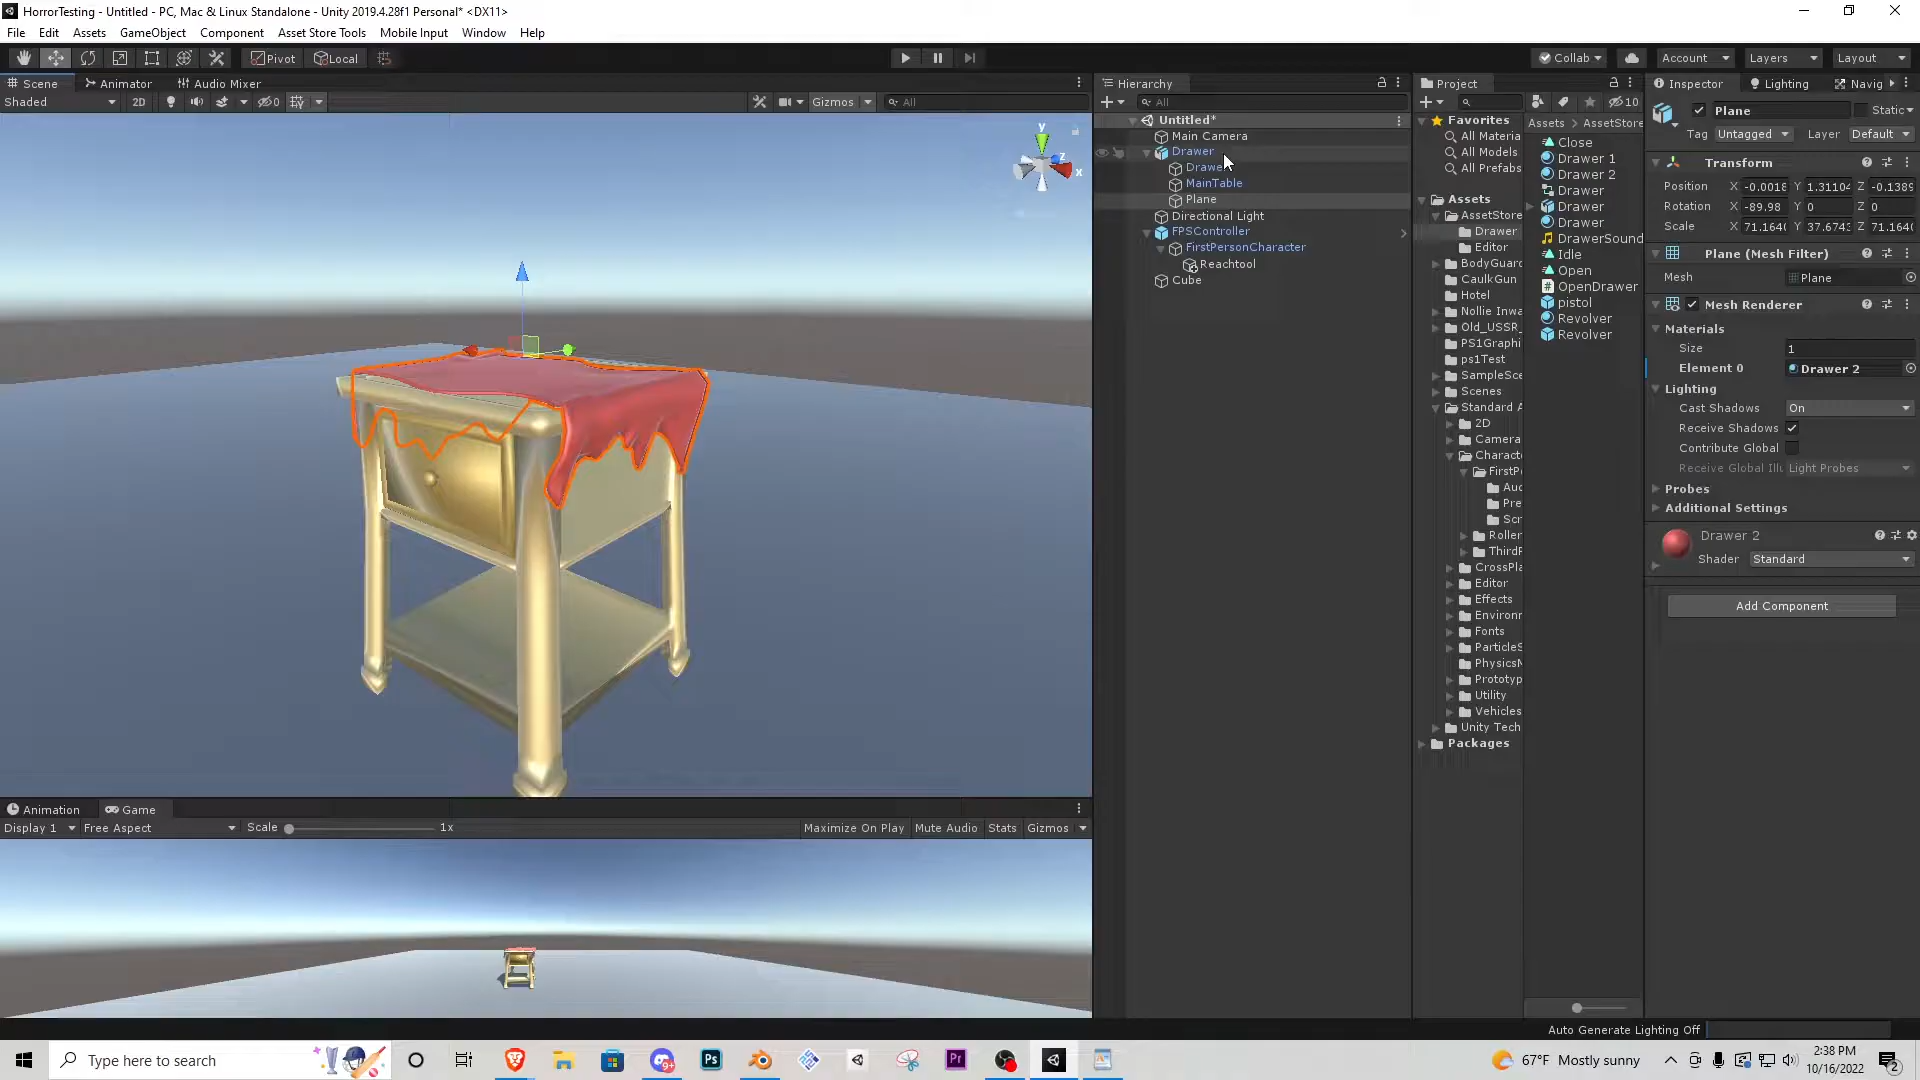 HorrorTesting - Untitled - PC, Mac & Linux Standalone - Unity 2019.4.28f1 Personal* <DX11>
File Edit Assets GameObject Component Asset Store Tools Mobile Input Window Help
Pivot Local Collab Account Layers Layout
Scene Animator Audio Mixer
Shaded 2D 0 Gizmos All
Hierarchy
All
Untitled*
Main Camera
Drawer
Drawer
MainTable
Plane
Directional Light
FPSController
FirstPersonCharacter
Reachtool
Cube
Project
10
Favorites
All Materia
All Models
All Prefabs
Assets
AssetStore
Drawer
Editor
BodyGuard
CaulkGun
Hotel
Nollie Inwa
Old_USSR_
PS1Graphi
ps1Test
SampleSce
Scenes
Standard A
2D
Camera
Charact
FirstP
Aud
Pre
Scr
Roller
ThirdP
CrossPla
Editor
Effects
Environm
Fonts
ParticleS
PhysicsM
Prototyp
Utility
Vehicles
Unity Tech
Packages
Assets > AssetStore
Close
Drawer 1
Drawer 2
Drawer
Drawer
Drawer
DrawerSound
Idle
Open
OpenDrawer
pistol
Revolver
Revolver
Inspector Lighting Navig
Plane Static
Tag Untagged Layer Default
Transform
Position X -0.0018 Y 1.31104 Z -0.1389
Rotation X -89.98 Y 0 Z 0
Scale X 71.1640 Y 37.6743 Z 71.1640
Plane (Mesh Filter)
Mesh Plane
Mesh Renderer
Materials
Size 1
Element 0 Drawer 2
Lighting
Cast Shadows On
Receive Shadows
Contribute Global
Receive Global Illu Light Probes
Probes
Additional Settings
Drawer 2
Shader Standard
Add Component
y
z
x
Animation Game
Display 1 Free Aspect Scale 1x Maximize On Play Mute Audio Stats Gizmos
Auto Generate Lighting Off
Type here to search
9+
Ps
Pr
67°F Mostly sunny
2:38 PM
10/16/2022
2